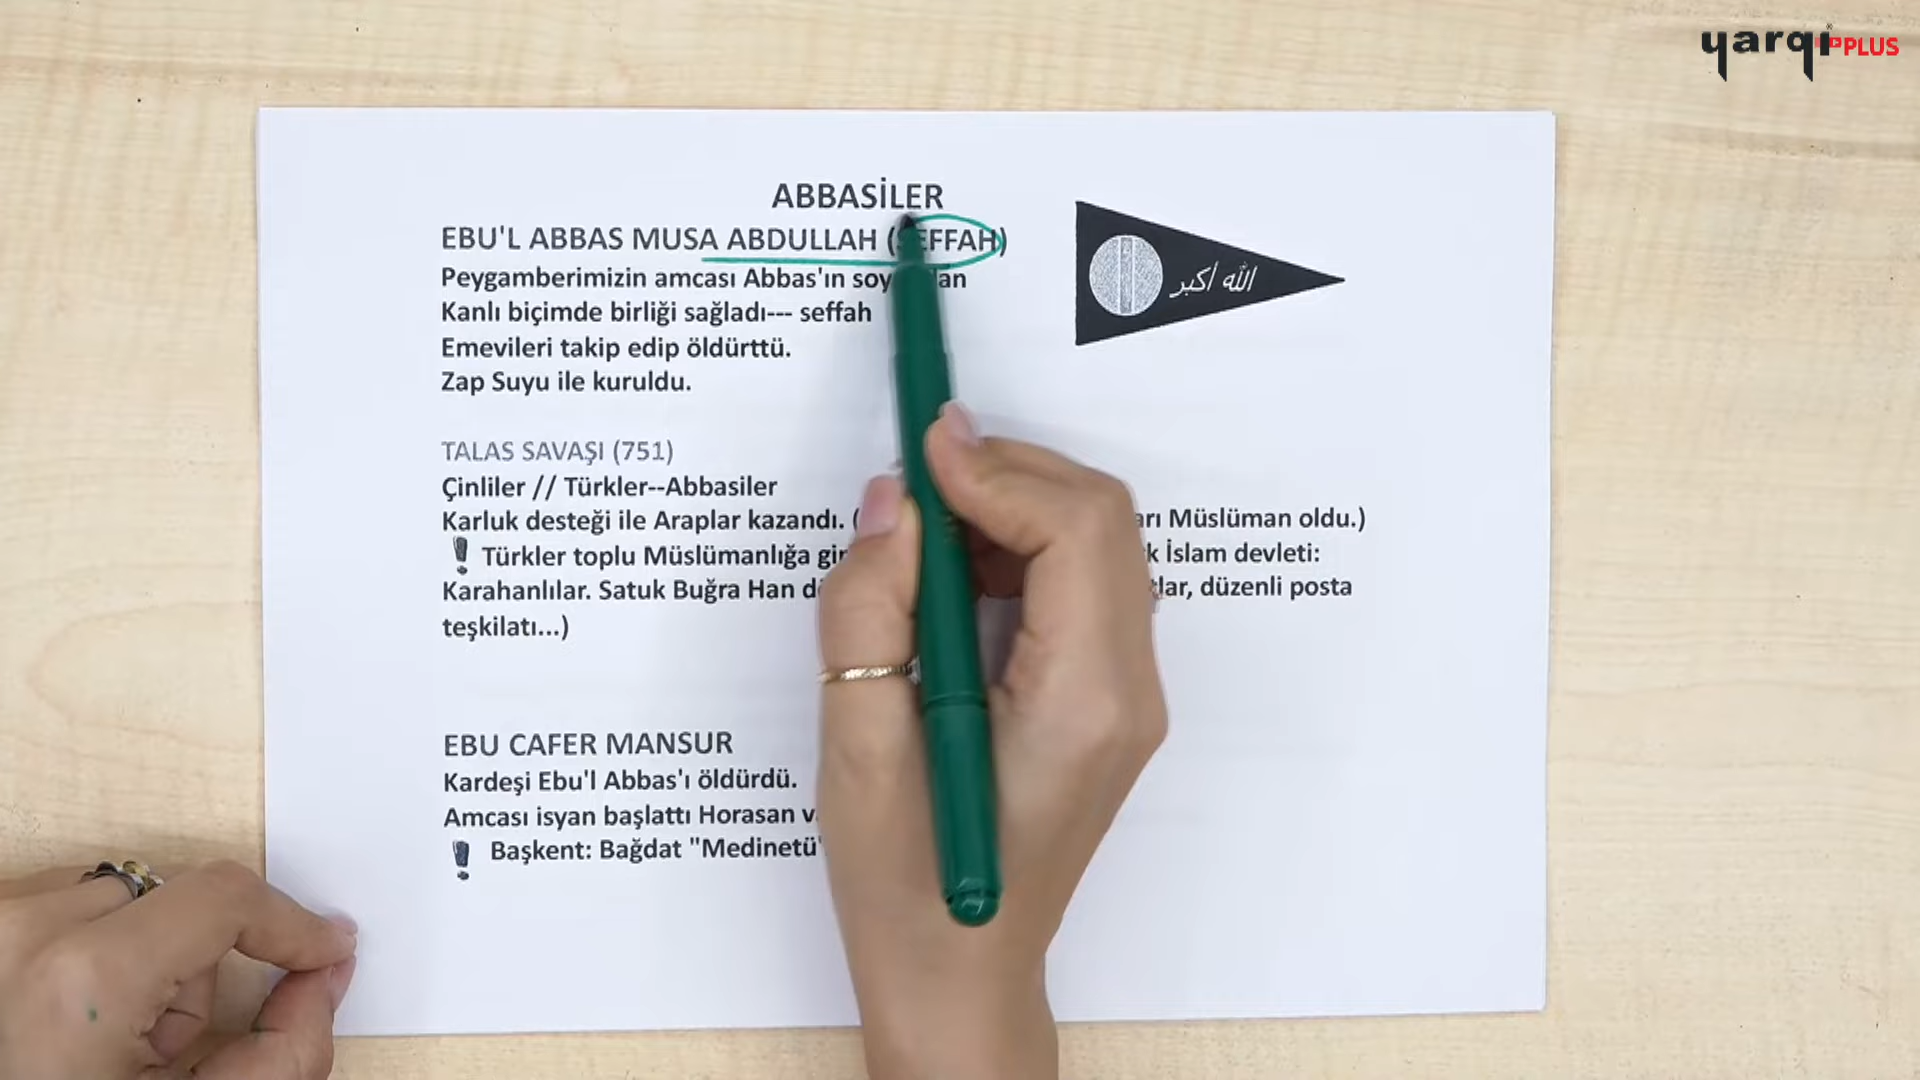 yarqı PLUS
ABBASİLER
EBU'L ABBAS MUSA ABDULLAH (SEFFAH)
Peygamberimizin amcası Abbas'ın
Kanlı biçimde birliği sağladı--- seffah
Emevileri takip edip öldürttü.
Zap Suyu ile kuruldu.
الله أكبر
TALAS SAVAŞI (751)
Çinliler // Türkler--Abbasiler
Karluk desteği ile Araplar kazandı. ( Müslüman oldu.)
! Türkler toplu Müslümanlığa İslam devleti:
Karahanlılar. Satuk Buğra Han düzenli posta
teşkilatı...)
EBU CAFER MANSUR
Kardeşi Ebu'l Abbas'ı öldürdü.
Amcası isyan başlattı Horasan
! Başkent: Bağdat "Medinetü'